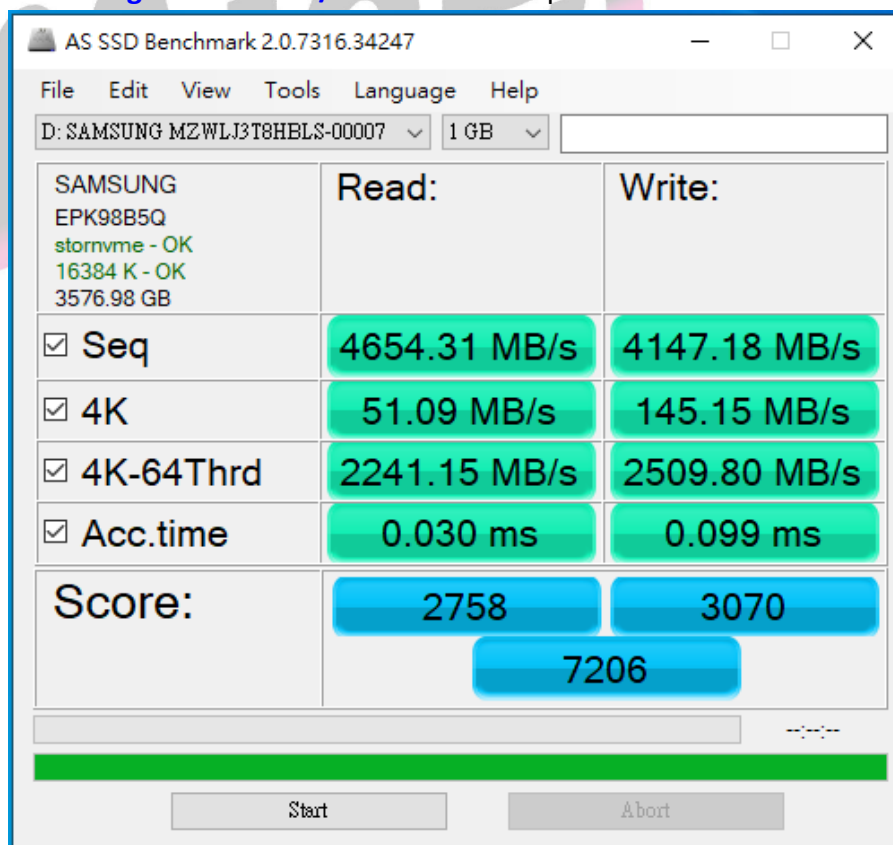 AS SSD Benchmark 2.0.7316.34247
File Edit View Tools Language Help
D: SAMSUNG MZWLJ3T8HBLS-00007 1 GB
SAMSUNG
EPK98B5Q
stornvme - OK
16384 K - OK
3576.98 GB
Read: Write:
Seq 4654.31 MB/s 4147.18 MB/s
4K 51.09 MB/s 145.15 MB/s
4K-64Thrd 2241.15 MB/s 2509.80 MB/s
Acc.time 0.030 ms 0.099 ms
Score: 2758 3070
7206
--:--:--
Start Abort